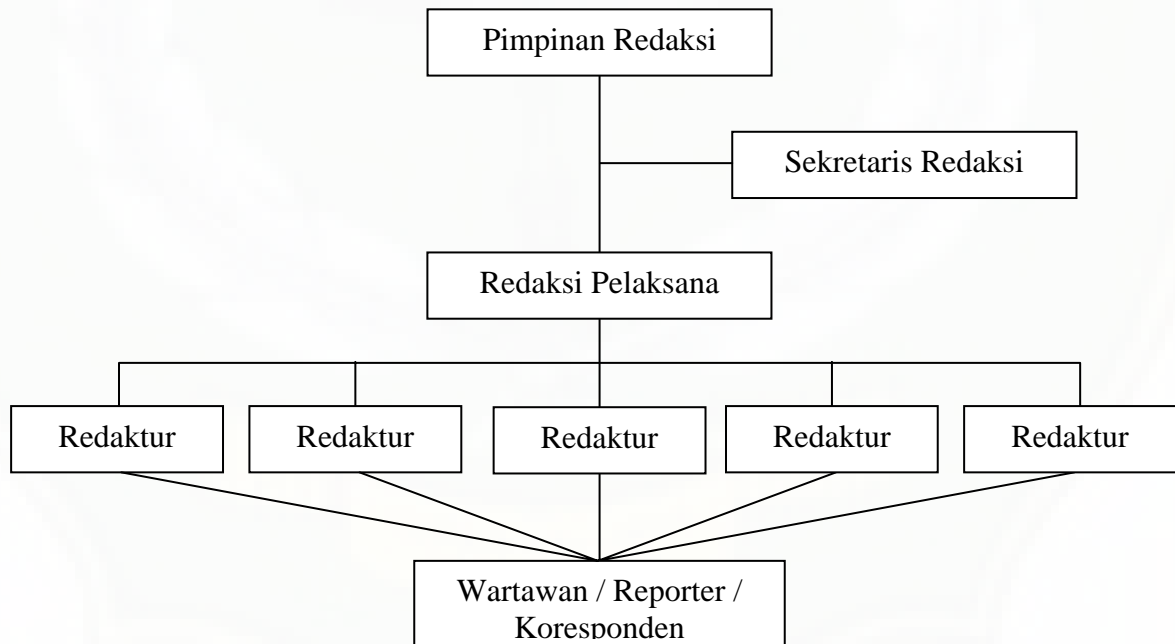 Pimpinan Redaksi
Sekretaris Redaksi
Redaksi Pelaksana
Redaktur
Redaktur
Redaktur
Redaktur
Redaktur
Wartawan / Reporter /
Koresponden